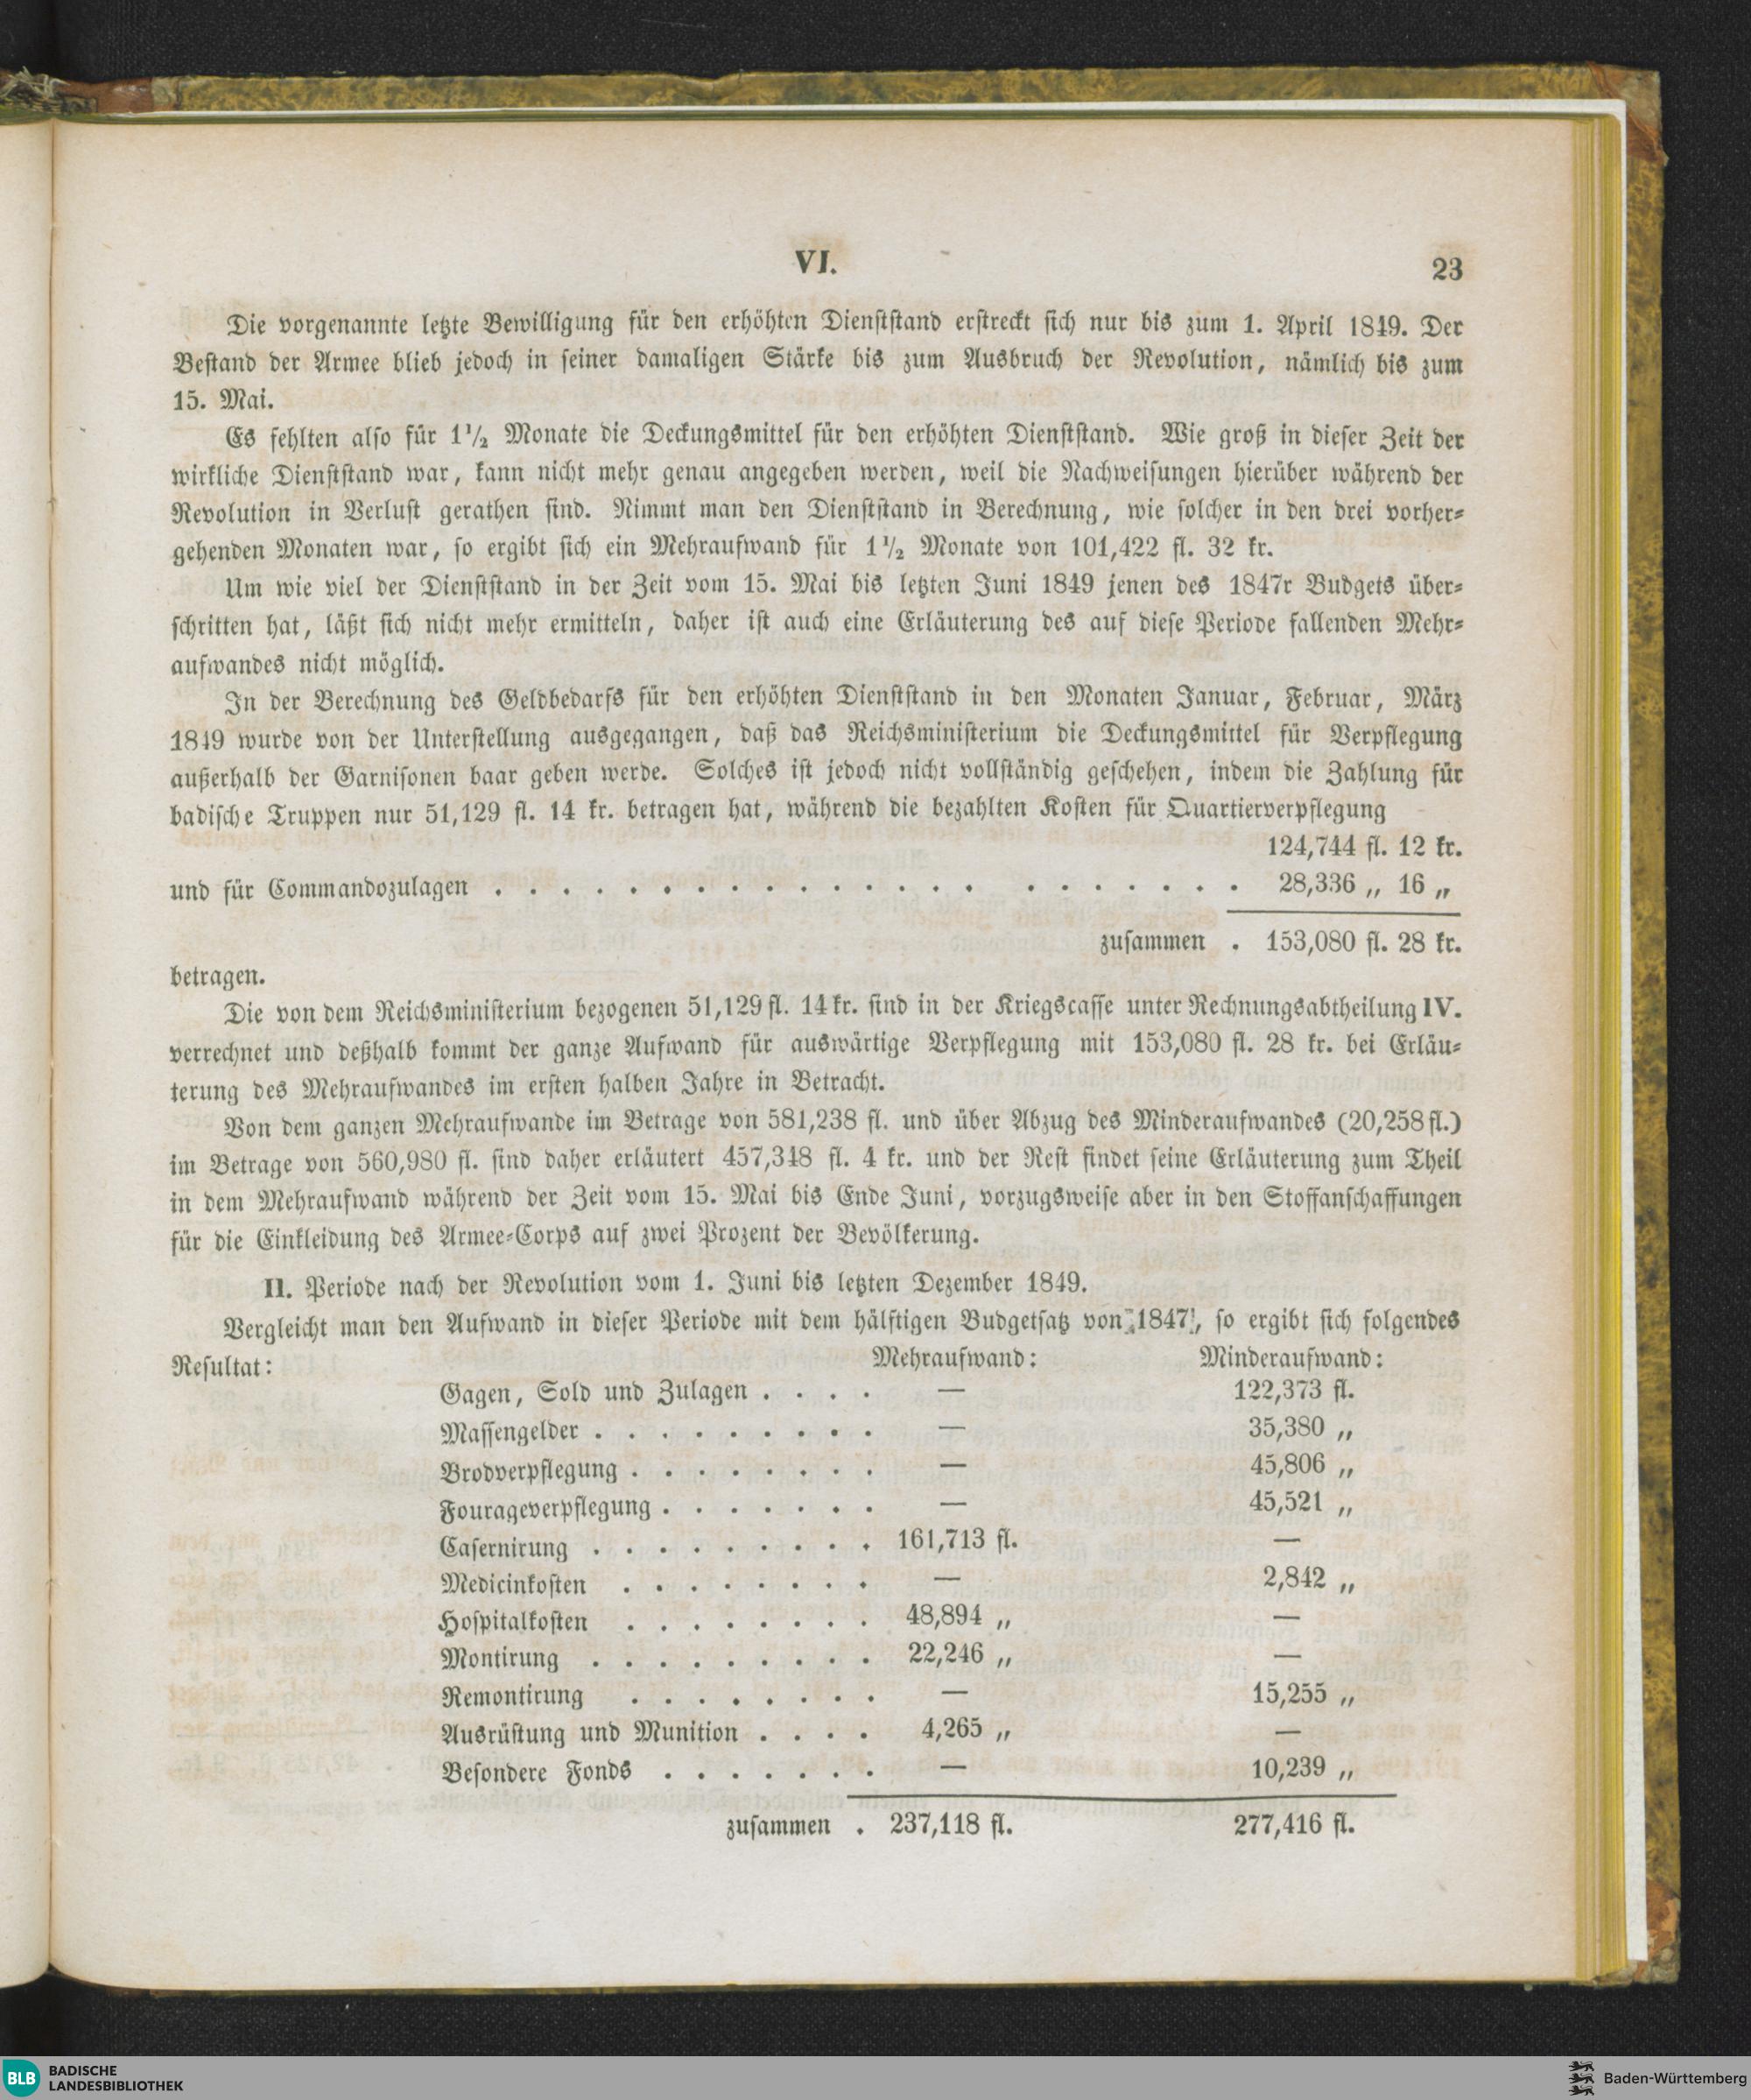 VI.
23
Die vorgenannte letzte Bewilligung für den erhöhten Dienststand erstreckt sich nur bis zum 1. April 1849. Der
Bestand der Armee blieb jedoch in seiner damaligen Stärke bis zum Ausbruch der Revolution, nämlich bis zum
15. Mai.
Es fehlten also für 1½ Monate die Deckungsmittel für den erhöhten Dienststand. Wie groß in dieser Zeit der
wirkliche Dienststand war, kann nicht mehr genau angegeben werden, weil die Nachweisungen hierüber während der
Revolution in Verlust gerathen sind. Nimmt man den Dienststand in Berechnung, wie solcher in den drei vorher-
gehenden Monaten war, so ergibt sich ein Mehraufwand für 1½ Monate von 101,422 fl. 32 kr.
Um wie viel der Dienststand in der Zeit vom 15. Mai bis letzten Juni 1849 jenen des 1847r Budgets über-
schritten hat, läßt sich nicht mehr ermitteln, daher ist auch eine Erläuterung des auf diese Periode fallenden Mehr-
aufwandes nicht möglich.
In der Berechnung des Geldbedarfs für den erhöhten Dienststand in den Monaten Januar, Februar, März
1849 wurde von der Unterstellung ausgegangen, daß das Reichsministerium die Deckungsmittel für Verpflegung
außerhalb der Garnisonen baar geben werde. Solches ist jedoch nicht vollständig geschehen, indem die Zahlung für
badische Truppen nur 51,129 fl. 14 kr. betragen hat, während die bezahlten Kosten für Quartierverpflegung
124,744 fl. 12 kr.
und für Commandozulagen . . . . . . . . . . . . . . . . . . . . . . 28,336 „ 16 „
zusammen . 153,080 fl. 28 kr.
betragen.
Die von dem Reichsministerium bezogenen 51,129 fl. 14 kr. sind in der Kriegscasse unter Rechnungsabtheilung IV.
verrechnet und deßhalb kommt der ganze Aufwand für auswärtige Verpflegung mit 153,080 fl. 28 kr. bei Erläu-
terung des Mehraufwandes im ersten halben Jahre in Betracht.
Von dem ganzen Mehraufwande im Betrage von 581,238 fl. und über Abzug des Minderaufwandes (20,258 fl.)
im Betrage von 560,980 fl. sind daher erläutert 457,348 fl. 4 kr. und der Rest findet seine Erläuterung zum Theil
in dem Mehraufwand während der Zeit vom 15. Mai bis Ende Juni, vorzugsweise aber in den Stoffanschaffungen
für die Einkleidung des Armee-Corps auf zwei Prozent der Bevölkerung.
II. Periode nach der Revolution vom 1. Juni bis letzten Dezember 1849.
Vergleicht man den Aufwand in dieser Periode mit dem hälftigen Budgetsatz von 1847, so ergibt sich folgendes
Resultat: Mehraufwand: Minderaufwand:
Gagen, Sold und Zulagen . . . . — 122,373 fl.
Massengelder . . . . . . . . . — 35,380 „
Brodverpflegung . . . . . . . . — 45,806 „
Fourageverpflegung . . . . . . . — 45,521 „
Casernirung . . . . . . . . . 161,713 fl. —
Medicinkosten . . . . . . . . — 2,842 „
Hospitalkosten . . . . . . . . 48,894 „ —
Montirung . . . . . . . . . 22,246 „ —
Remontirung . . . . . . . . — 15,255 „
Ausrüstung und Munition . . . . 4,265 „ —
Besondere Fonds . . . . . . . — 10,239 „
zusammen . 237,118 fl. 277,416 fl.
BLB BADISCHE
LANDESBIBLIOTHEK
Baden-Württemberg